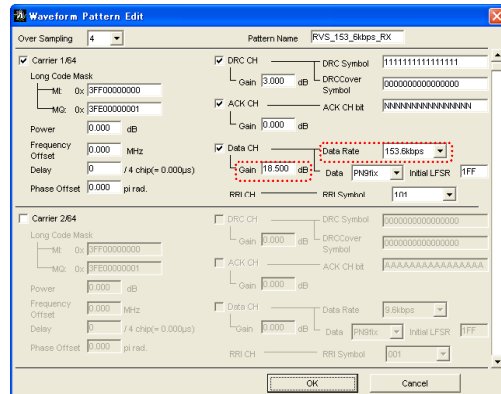 Waveform Pattern Edit
Over Sampling 4 Pattern Name RVS_153_6kbps_RX
Carrier 1/64 DRC CH DRC Symbol 1111111111111111
Long Code Mask Gain 3.000 dB DRCCover Symbol 0000000000000000
MI: 0x 3FF00000000
MQ: 0x 3FE00000001 ACK CH ACK CH bit NNNNNNNNNNNNNNNN
Power 0.000 dB Gain 0.000 dB
Frequency Offset 0.000 MHz Data CH Data Rate 153.6kbps
Delay 0 / 4 chip(= 0.000µs) Gain 18.500 dB Data PN9fix Initial LFSR 1FF
Phase Offset 0.000 pi rad. RRI CH RRI Symbol 101
Carrier 2/64 DRC CH DRC Symbol 0000000000000000
Long Code Mask Gain 0.000 dB DRCCover Symbol 0000000000000000
MI: 0x 3FF00000000
MQ: 0x 3FE00000001 ACK CH ACK CH bit AAAAAAAAAAAAAAAA
Power 0.000 dB Gain 0.000 dB
Frequency Offset 0.000 MHz Data CH Data Rate 9.6kbps
Delay 0 / 4 chip(= 0.000µs) Gain 0.000 dB Data PN9fix Initial LFSR 1FF
Phase Offset 0.000 pi rad. RRI CH RRI Symbol 001
OK Cancel